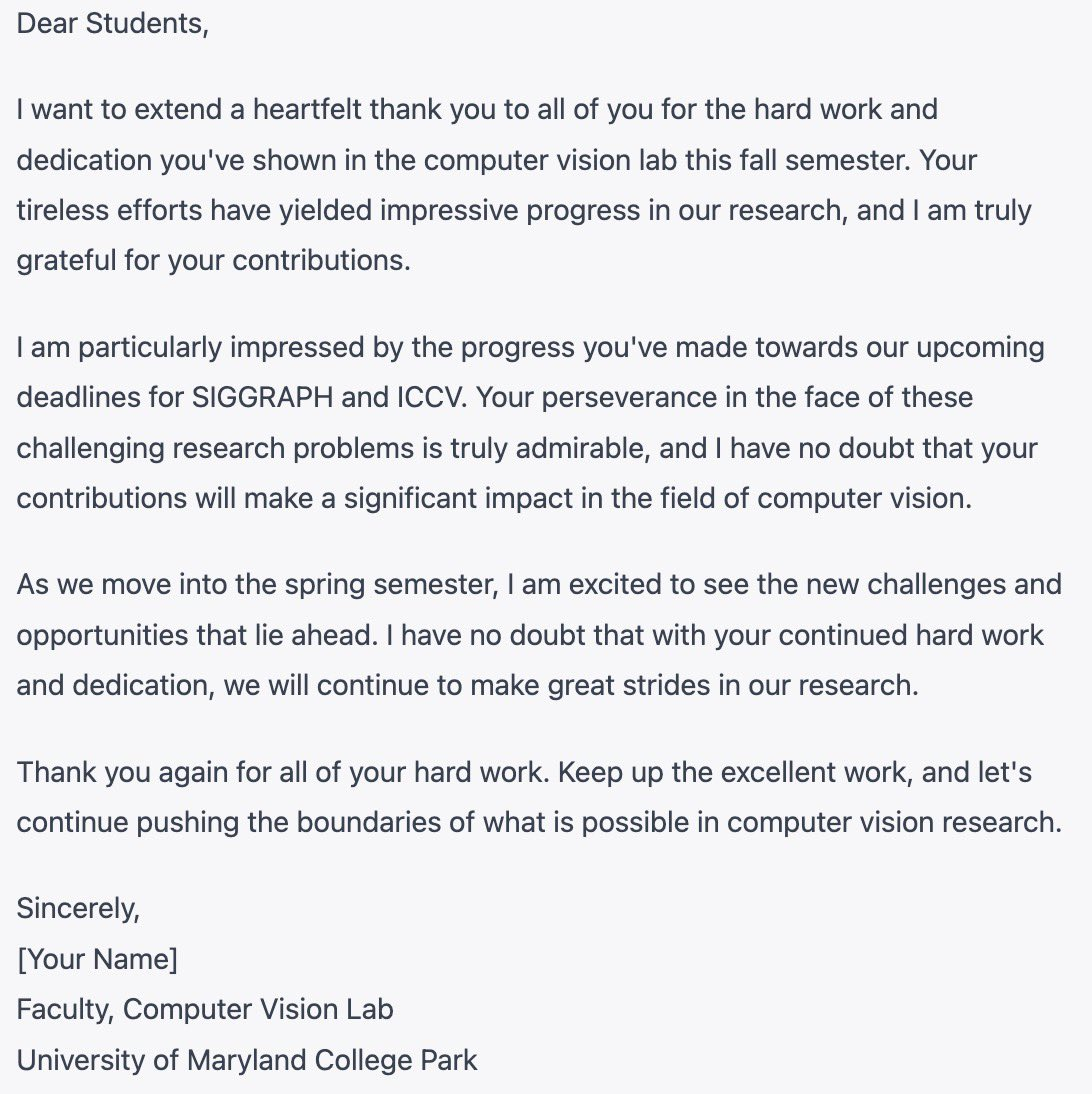 Dear Students,
I want to extend a heartfelt thank you to all of you for the hard work and
dedication you've shown in the computer vision lab this fall semester. Your
tireless efforts have yielded impressive progress in our research, and I am truly
grateful for your contributions.
I am particularly impressed by the progress you've made towards our upcoming
deadlines for SIGGRAPH and ICCV. Your perseverance in the face of these
challenging research problems is truly admirable, and I have no doubt that your
contributions will make a significant impact in the field of computer vision.
As we move into the spring semester, I am excited to see the new challenges and
opportunities that lie ahead. I have no doubt that with your continued hard work
and dedication, we will continue to make great strides in our research.
Thank you again for all of your hard work. Keep up the excellent work, and let's
continue pushing the boundaries of what is possible in computer vision research.
Sincerely,
[Your Name]
Faculty, Computer Vision Lab
University of Maryland College Park